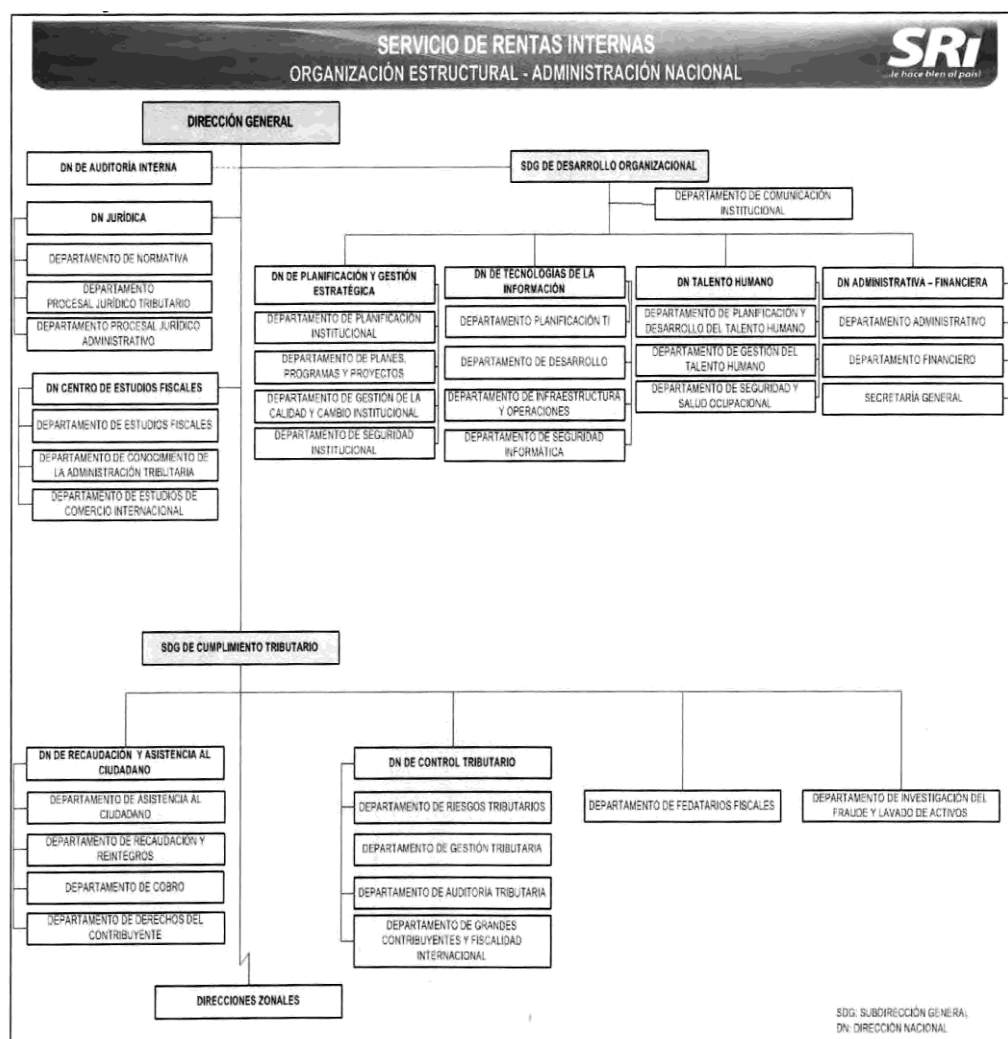 SERVICIO DE RENTAS INTERNAS
ORGANIZACIÓN ESTRUCTURAL - ADMINISTRACIÓN NACIONAL
SRi
...le hace bien al país!
DIRECCIÓN GENERAL
DN DE AUDITORÍA INTERNA
SDG DE DESARROLLO ORGANIZACIONAL
DEPARTAMENTO DE COMUNICACIÓN
INSTITUCIONAL
DN JURÍDICA
DEPARTAMENTO DE NORMATIVA
DEPARTAMENTO
PROCESAL JURÍDICO TRIBUTARIO
DEPARTAMENTO PROCESAL JURÍDICO
ADMINISTRATIVO
DN CENTRO DE ESTUDIOS FISCALES
DEPARTAMENTO DE ESTUDIOS FISCALES
DEPARTAMENTO DE CONOCIMIENTO DE
LA ADMINISTRACIÓN TRIBUTARIA
DEPARTAMENTO DE ESTUDIOS DE
COMERCIO INTERNACIONAL
DN DE PLANIFICACIÓN Y GESTIÓN
ESTRATÉGICA
DEPARTAMENTO DE PLANIFICACIÓN
INSTITUCIONAL
DEPARTAMENTO DE PLANES,
PROGRAMAS Y PROYECTOS
DEPARTAMENTO DE GESTIÓN DE LA
CALIDAD Y CAMBIO INSTITUCIONAL
DEPARTAMENTO DE SEGURIDAD
INSTITUCIONAL
DN DE TECNOLOGÍAS DE LA
INFORMACIÓN
DEPARTAMENTO PLANIFICACIÓN TI
DEPARTAMENTO DE DESARROLLO
DEPARTAMENTO DE INFRAESTRUCTURA
Y OPERACIONES
DEPARTAMENTO DE SEGURIDAD
INFORMÁTICA
DN TALENTO HUMANO
DEPARTAMENTO DE PLANIFICACIÓN Y
DESARROLLO DEL TALENTO HUMANO
DEPARTAMENTO DE GESTIÓN DEL
TALENTO HUMANO
DEPARTAMENTO DE SEGURIDAD Y
SALUD OCUPACIONAL
DN ADMINISTRATIVA – FINANCIERA
DEPARTAMENTO ADMINISTRATIVO
DEPARTAMENTO FINANCIERO
SECRETARÍA GENERAL
SDG DE CUMPLIMIENTO TRIBUTARIO
DN DE RECAUDACIÓN Y ASISTENCIA AL
CIUDADANO
DEPARTAMENTO DE ASISTENCIA AL
CIUDADANO
DEPARTAMENTO DE RECAUDACIÓN Y
REINTEGROS
DEPARTAMENTO DE COBRO
DEPARTAMENTO DE DERECHOS DEL
CONTRIBUYENTE
DN DE CONTROL TRIBUTARIO
DEPARTAMENTO DE RIESGOS TRIBUTARIOS
DEPARTAMENTO DE GESTIÓN TRIBUTARIA
DEPARTAMENTO DE AUDITORÍA TRIBUTARIA
DEPARTAMENTO DE GRANDES
CONTRIBUYENTES Y FISCALIDAD
INTERNACIONAL
DEPARTAMENTO DE FEDATARIOS FISCALES
DEPARTAMENTO DE INVESTIGACIÓN DEL
FRAUDE Y LAVADO DE ACTIVOS
DIRECCIONES ZONALES
SDG: SUBDIRECCIÓN GENERAL
DN: DIRECCIÓN NACIONAL